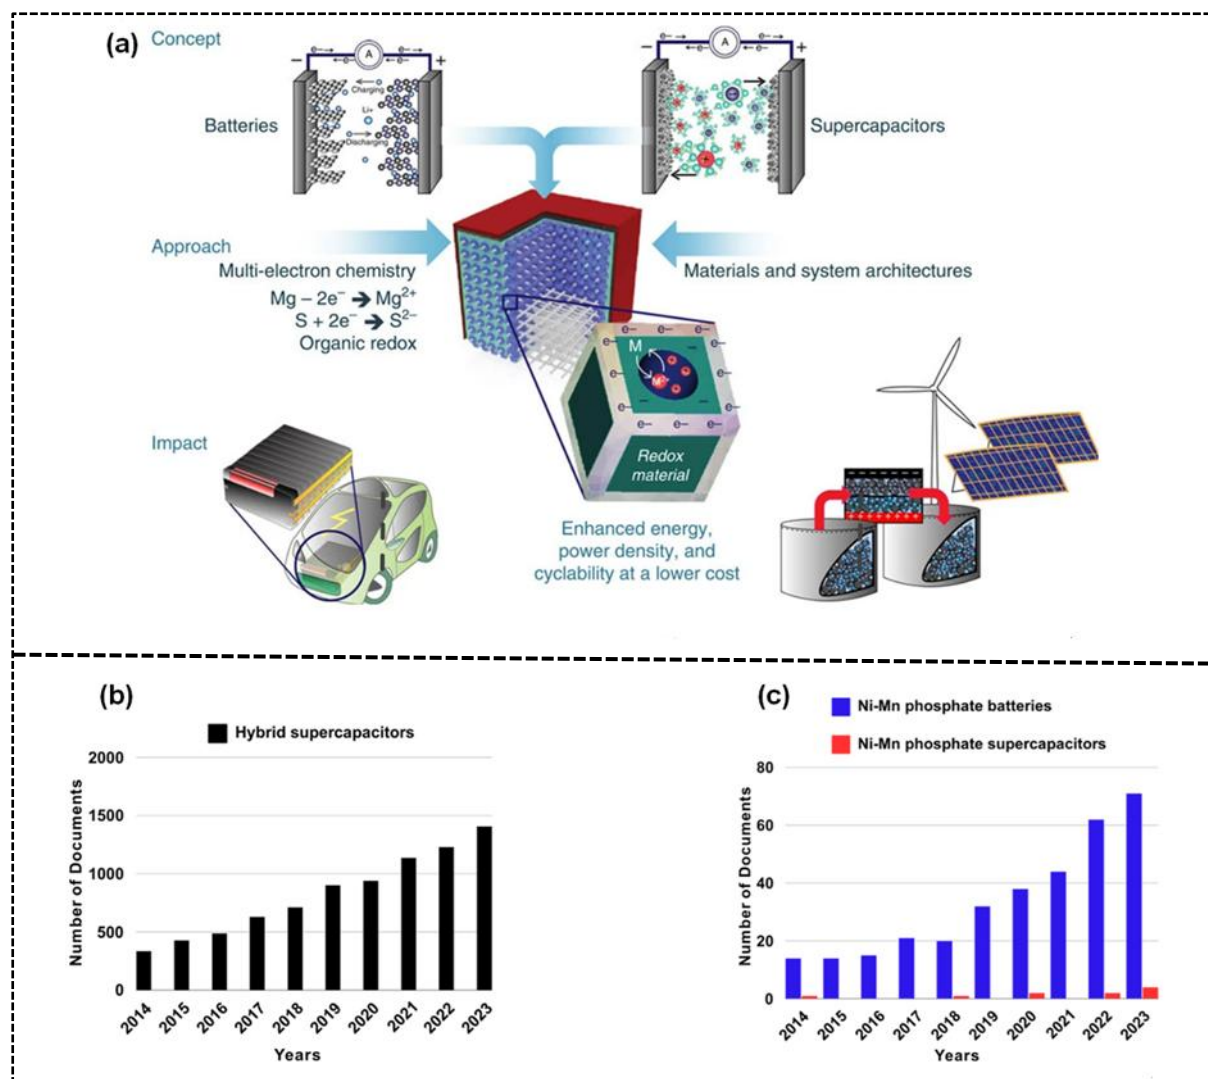 (a) Concept
e– e–
e– e–
A
– +
Charging
Li+
Discharging
Batteries
e– e–
e– e–
A
– +
+
Supercapacitors
Approach
Multi-electron chemistry
Mg – 2e– ➔ Mg2+
S + 2e– ➔ S2–
Organic redox
Materials and system architectures
e– e– e– e–
M
e– e–
e– e–
e– e– e– e–
Redox
material
Impact
Enhanced energy,
power density, and
cyclability at a lower cost
(b)
Hybrid supercapacitors
Number of Documents
2000
1500
1000
500
0
2014 2015 2016 2017 2018 2019 2020 2021 2022 2023
Years
(c)
Ni-Mn phosphate batteries
Ni-Mn phosphate supercapacitors
Number of Documents
80
60
40
20
0
2014 2015 2016 2017 2018 2019 2020 2021 2022 2023
Years